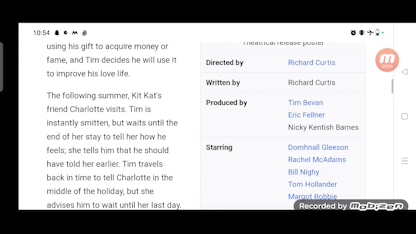 10:54
using his gift to acquire money or
fame, and Tim decides he will use it
to improve his love life.
The following summer, Kit Kat's
friend Charlotte visits. Tim is
instantly smitten, but waits until the
end of her stay to tell her how he
feels; she tells him that he should
have told her earlier. Tim travels
back in time to tell Charlotte in the
middle of the holiday, but she
advises him to wait until her last day.
Theatrical release poster
Directed by Richard Curtis
Written by Richard Curtis
Produced by Tim Bevan
Eric Fellner
Nicky Kentish Barnes
Starring Domhnall Gleeson
Rachel McAdams
Bill Nighy
Tom Hollander
Margot Robbie
Recorded by Mobizen